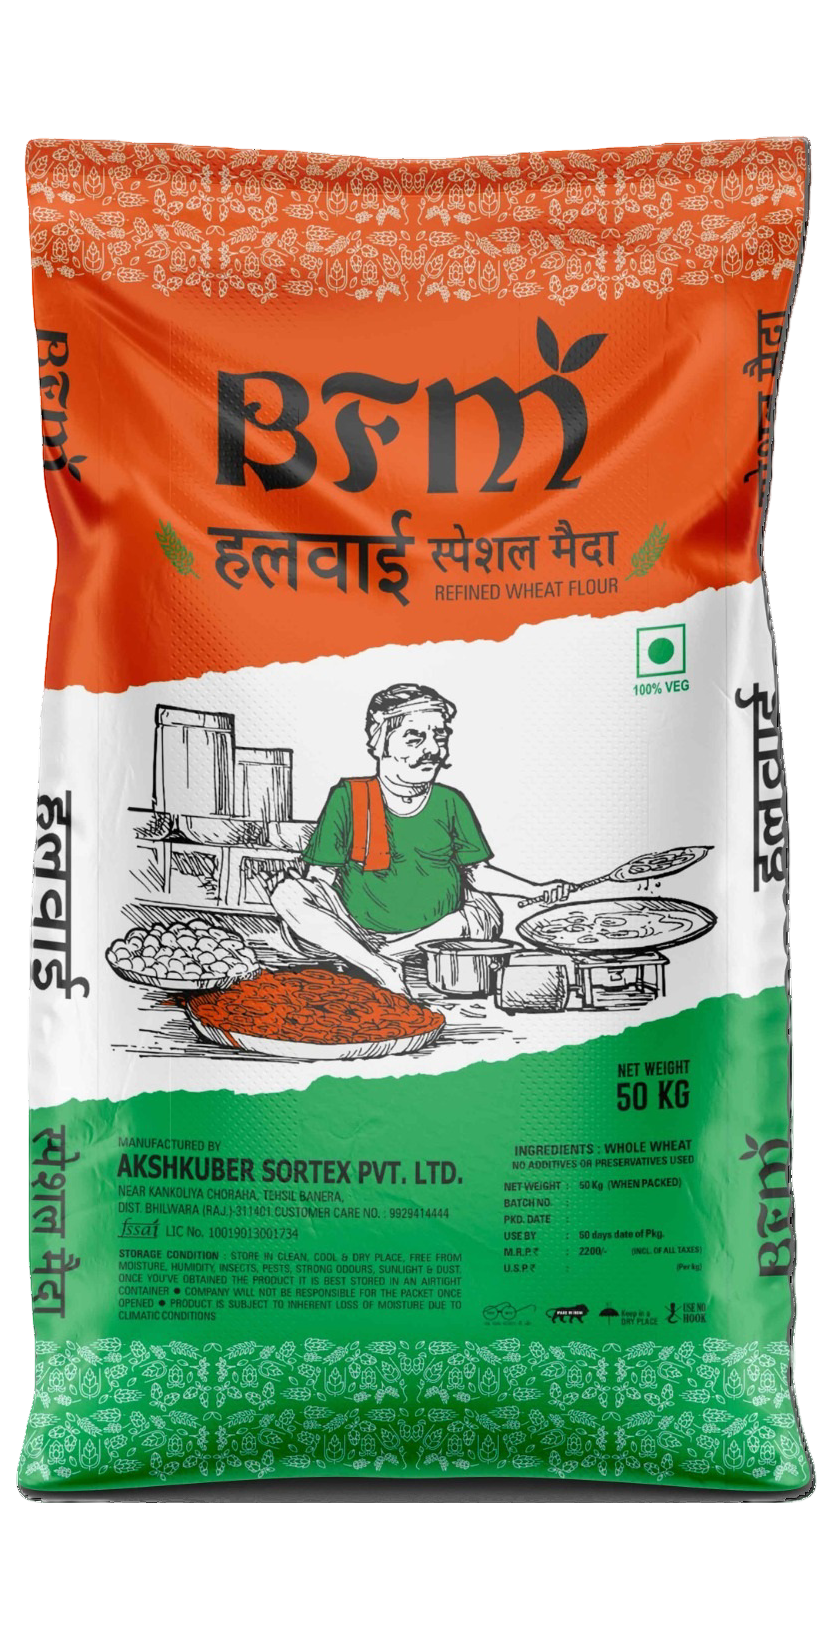 BFM
हलवाई स्पेशल मैदा
REFINED WHEAT FLOUR
100% VEG
BFM
हलवाई
स्पेशल मैदा
स्पेशल मैदा
हलवाई
BFM
NET WEIGHT
50 KG
MANUFACTURED BY
AKSHKUBER SORTEX PVT. LTD.
NEAR KANKOLIYA CHORAHA, TEHSIL BANERA,
DIST. BHILWARA (RAJ.)-311401.CUSTOMER CARE NO. : 9929414444
fssai LIC No. 10019013001734
STORAGE CONDITION : STORE IN CLEAN, COOL & DRY PLACE, FREE FROM
MOISTURE, HUMIDITY, INSECTS, PESTS, STRONG ODOURS, SUNLIGHT & DUST.
ONCE YOU'VE OBTAINED THE PRODUCT IT IS BEST STORED IN AN AIRTIGHT
CONTAINER ● COMPANY WILL NOT BE RESPONSIBLE FOR THE PACKET ONCE
OPENED ● PRODUCT IS SUBJECT TO INHERENT LOSS OF MOISTURE DUE TO
CLIMATIC CONDITIONS
INGREDIENTS : WHOLE WHEAT
NO ADDITIVES OR PRESERVATIVES USED
NET WEIGHT : 50 Kg (WHEN PACKED)
BATCH NO. :
PKD. DATE :
USE BY : 50 days date of Pkg.
M.R.P.₹ : 2200/- (INCL. OF ALL TAXES)
U.S.P.₹ : (Per kg)
MAKE IN INDIA
Keep in a
DRY PLACE
USE NO
HOOK